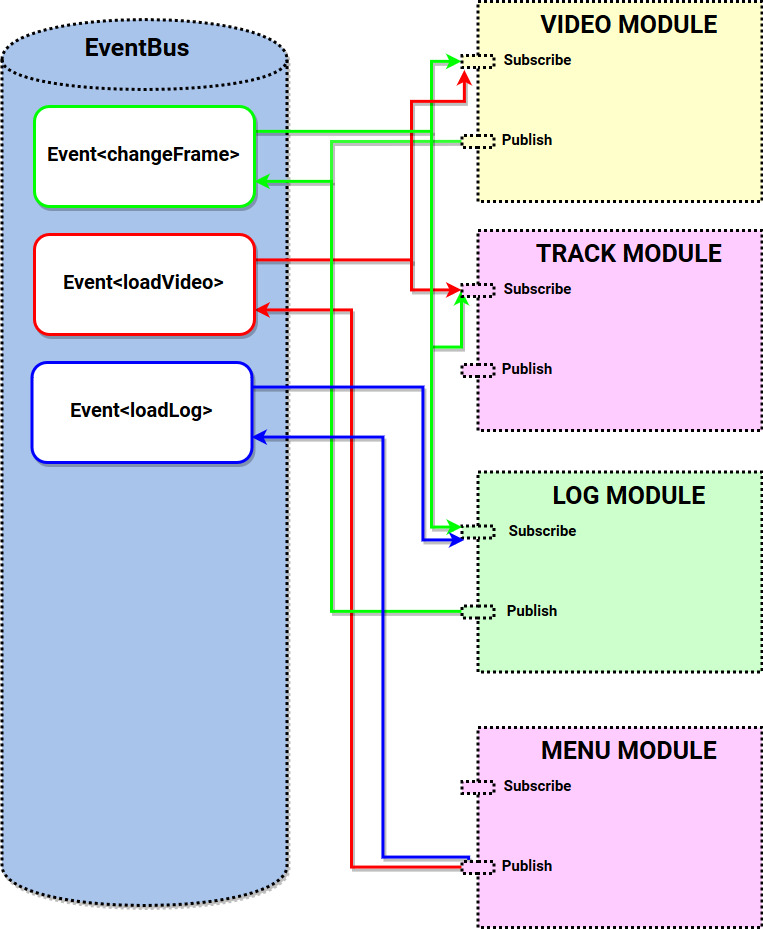 EventBus
Event<changeFrame>
Event<loadVideo>
Event<loadLog>
VIDEO MODULE
Subscribe
Publish
TRACK MODULE
Subscribe
Publish
LOG MODULE
Subscribe
Publish
MENU MODULE
Subscribe
Publish